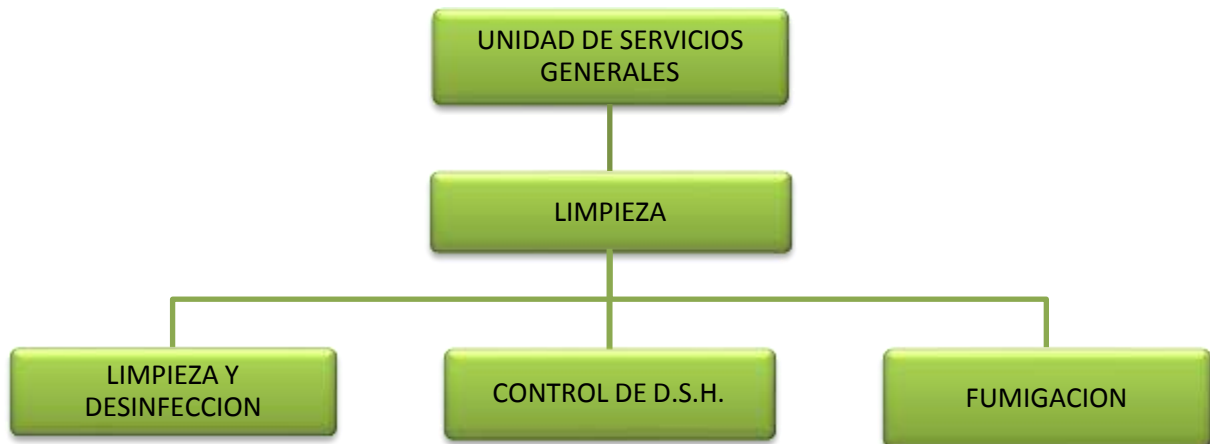 UNIDAD DE SERVICIOS
GENERALES
LIMPIEZA
LIMPIEZA Y
DESINFECCION
CONTROL DE D.S.H.
FUMIGACION